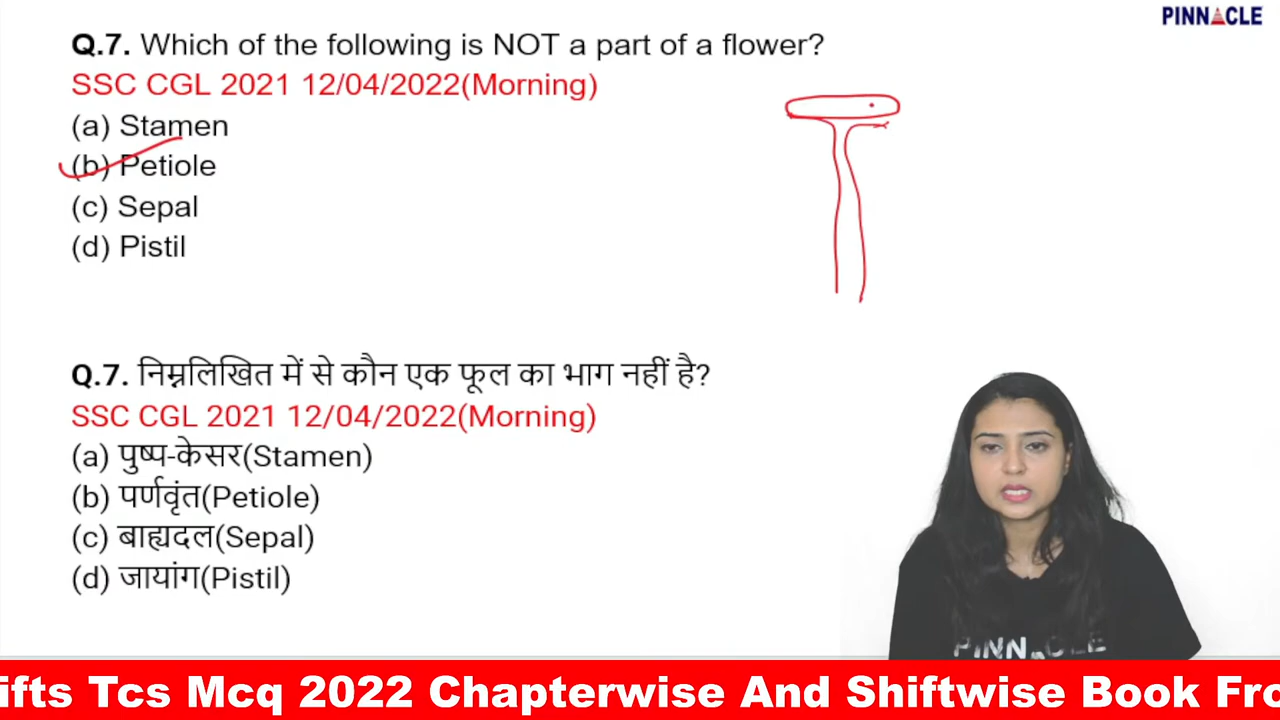 PINNACLE
Q.7. Which of the following is NOT a part of a flower?
SSC CGL 2021 12/04/2022(Morning)
(a) Stamen
(b) Petiole
(c) Sepal
(d) Pistil
Q.7. निम्नलिखित में से कौन एक फूल का भाग नहीं है?
SSC CGL 2021 12/04/2022(Morning)
(a) पुष्प-केसर(Stamen)
(b) पर्णवृंत(Petiole)
(c) बाह्यदल(Sepal)
(d) जायांग(Pistil)
PINNACLE
ifts Tcs Mcq 2022 Chapterwise And Shiftwise Book Fro